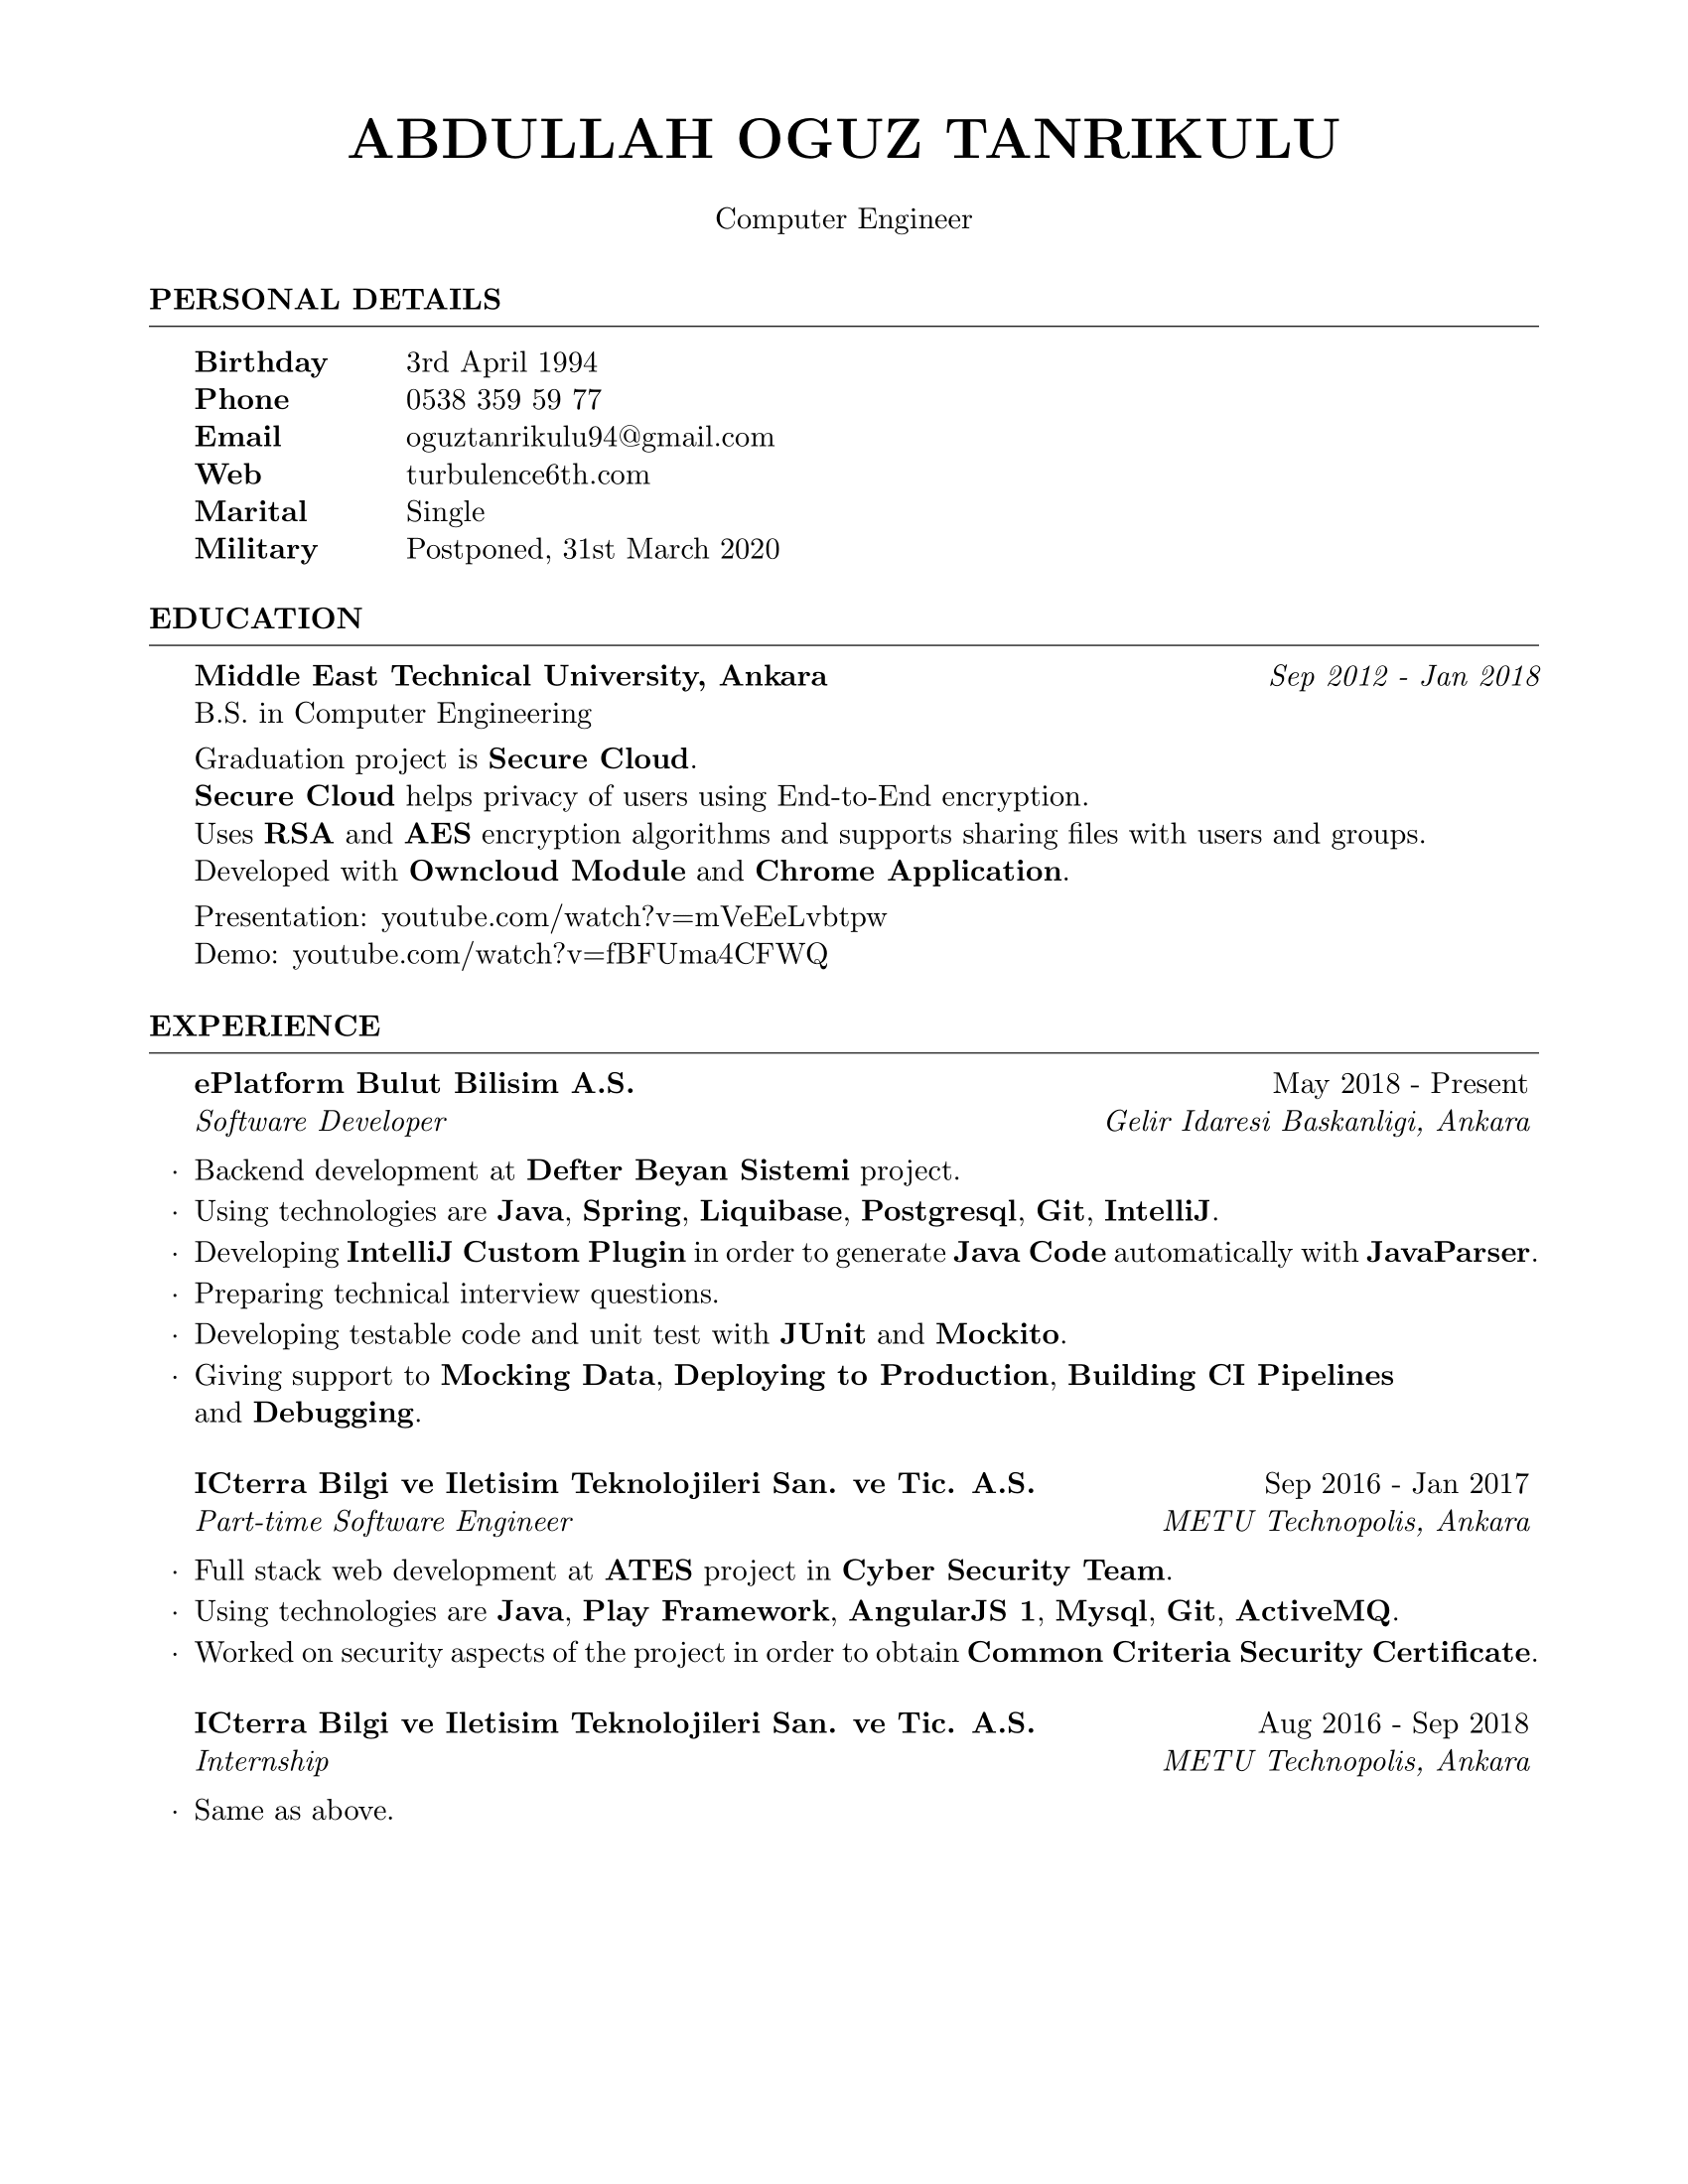 ABDULLAH OGUZ TANRIKULU
Computer Engineer
PERSONAL DETAILS
Birthday 3rd April 1994
Phone 0538 359 59 77
Email oguztanrikulu94@gmail.com
Web turbulence6th.com
Marital Single
Military Postponed, 31st March 2020
EDUCATION
Middle East Technical University, Ankara Sep 2012 - Jan 2018
B.S. in Computer Engineering
Graduation project is Secure Cloud.
Secure Cloud helps privacy of users using End-to-End encryption.
Uses RSA and AES encryption algorithms and supports sharing files with users and groups.
Developed with Owncloud Module and Chrome Application.
Presentation: youtube.com/watch?v=mVeEeLvbtpw
Demo: youtube.com/watch?v=fBFUma4CFWQ
EXPERIENCE
ePlatform Bulut Bilisim A.S. May 2018 - Present
Software Developer Gelir Idaresi Baskanligi, Ankara
· Backend development at Defter Beyan Sistemi project.
· Using technologies are Java, Spring, Liquibase, Postgresql, Git, IntelliJ.
· Developing IntelliJ Custom Plugin in order to generate Java Code automatically with JavaParser.
· Preparing technical interview questions.
· Developing testable code and unit test with JUnit and Mockito.
· Giving support to Mocking Data, Deploying to Production, Building CI Pipelines
and Debugging.
ICterra Bilgi ve Iletisim Teknolojileri San. ve Tic. A.S. Sep 2016 - Jan 2017
Part-time Software Engineer METU Technopolis, Ankara
· Full stack web development at ATES project in Cyber Security Team.
· Using technologies are Java, Play Framework, AngularJS 1, Mysql, Git, ActiveMQ.
· Worked on security aspects of the project in order to obtain Common Criteria Security Certificate.
ICterra Bilgi ve Iletisim Teknolojileri San. ve Tic. A.S. Aug 2016 - Sep 2018
Internship METU Technopolis, Ankara
· Same as above.